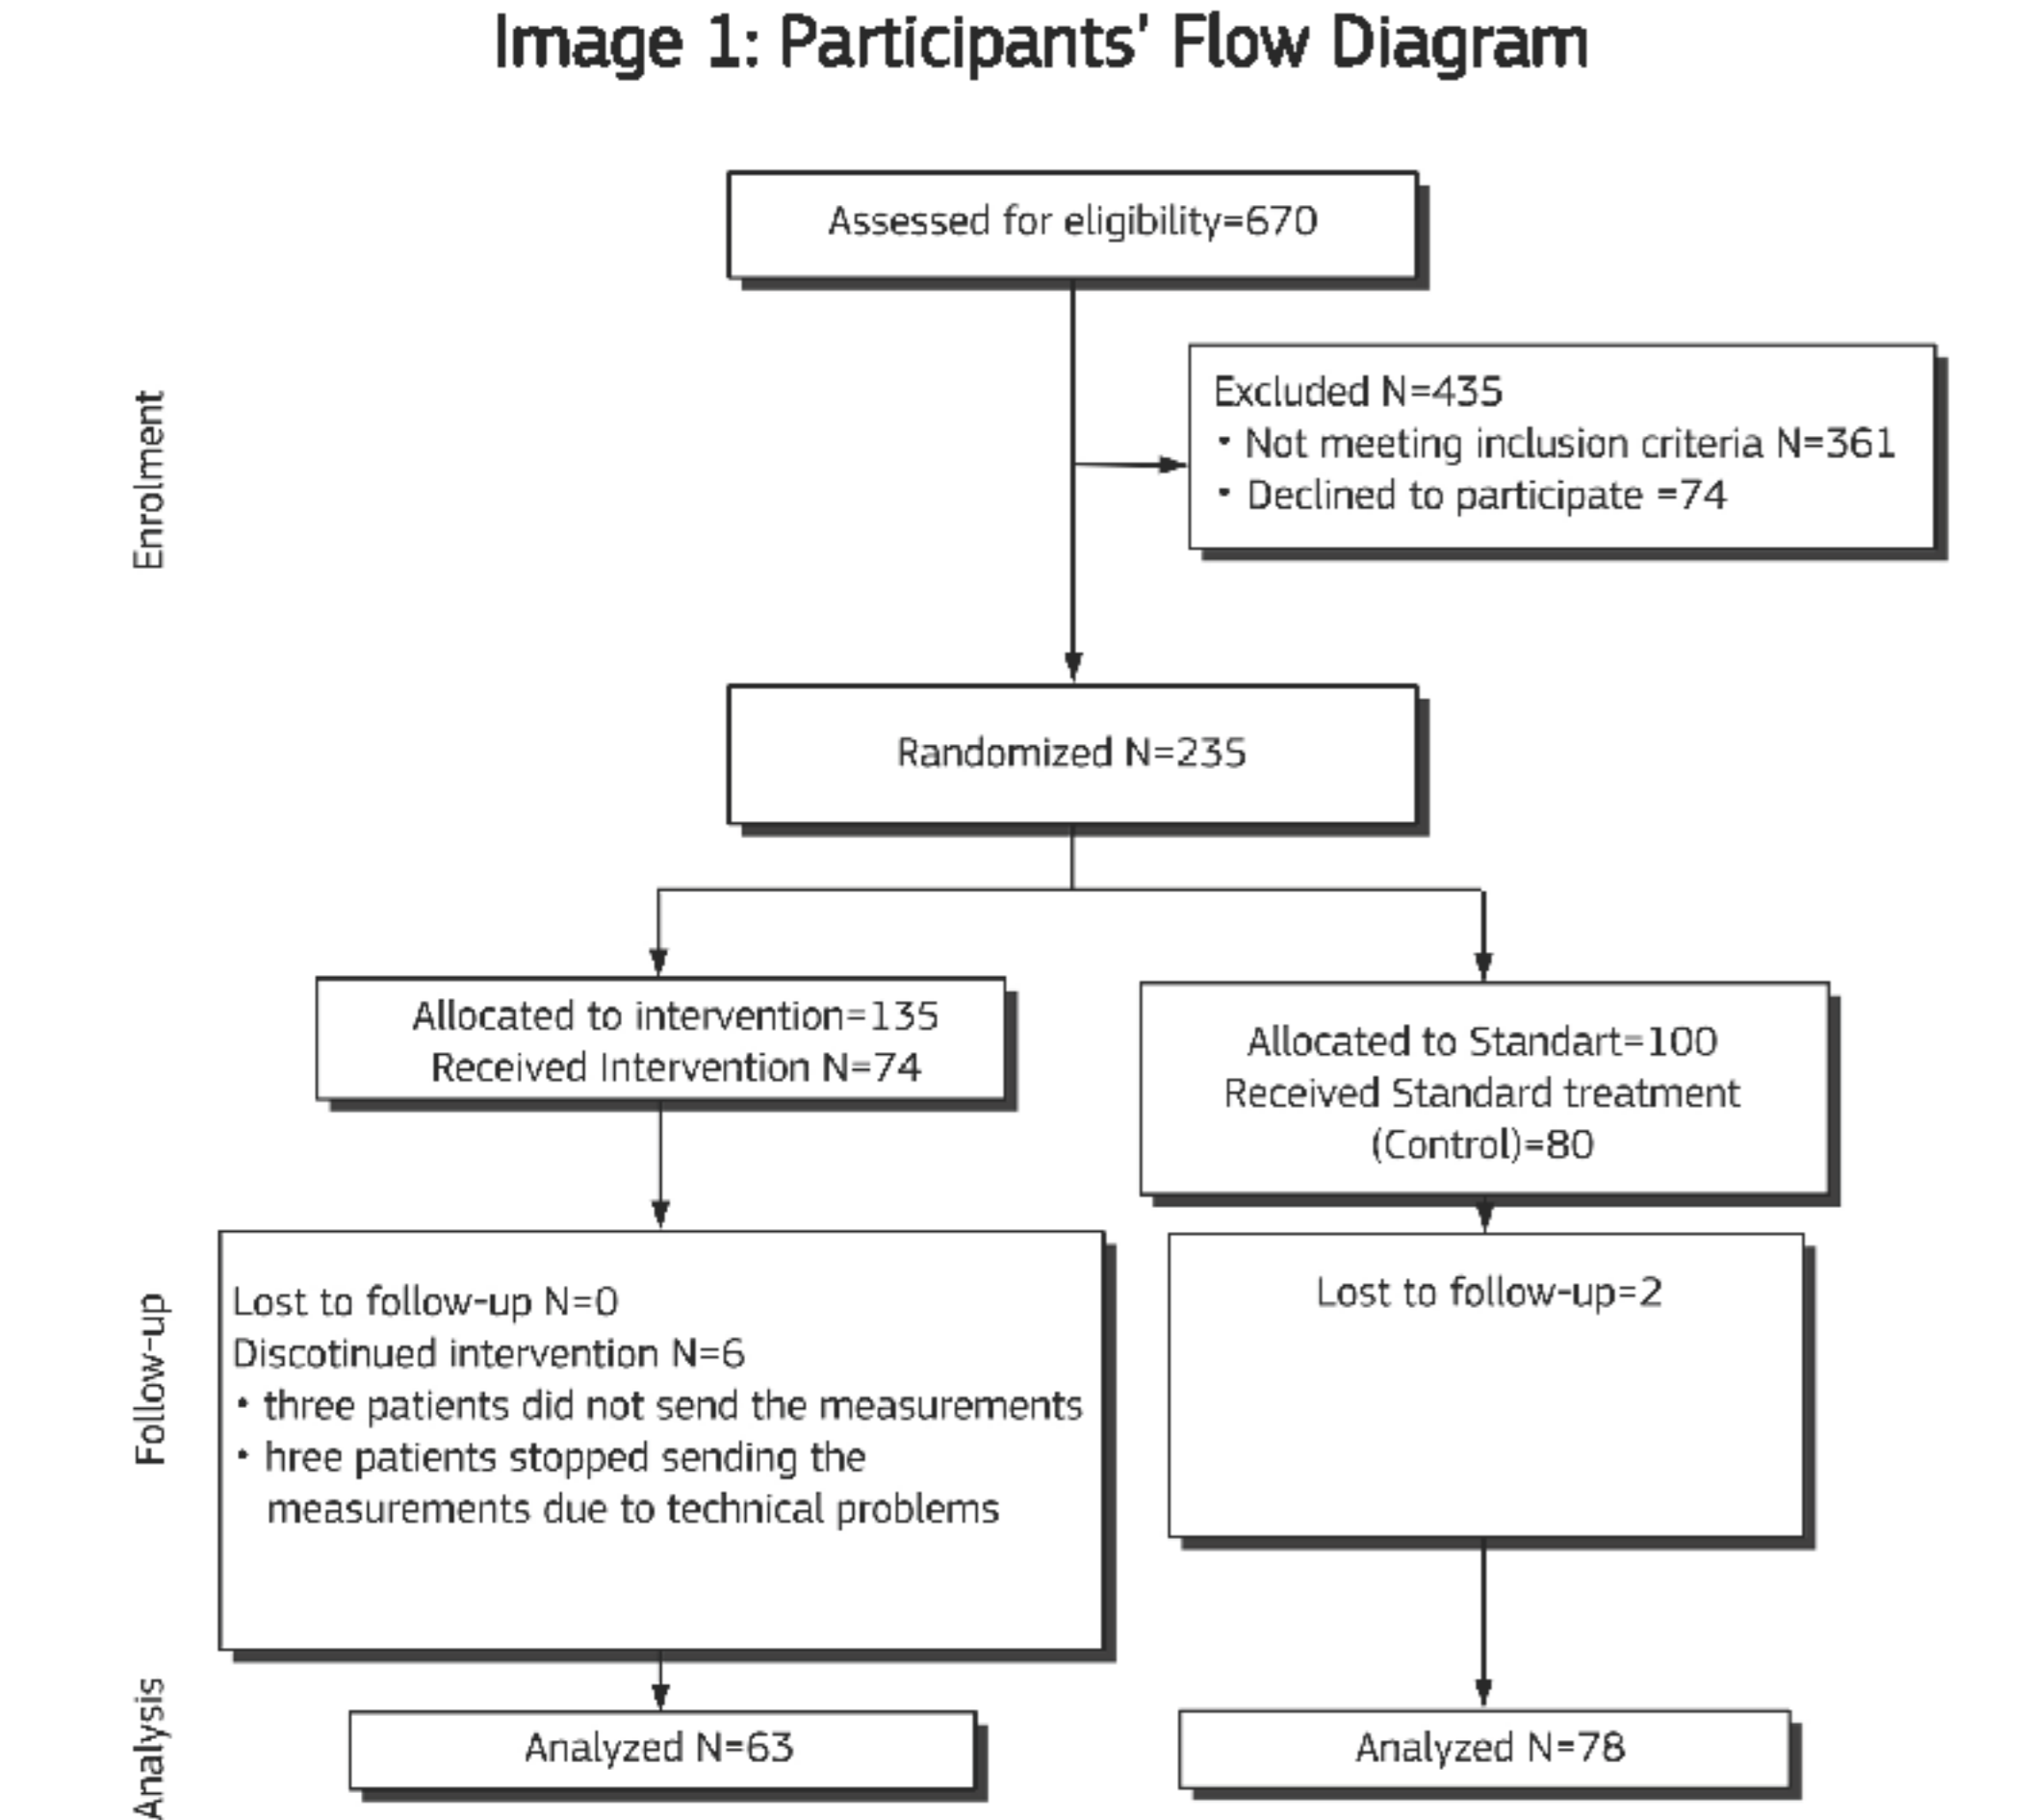 Image 1: Participants' Flow Diagram
Assessed for eligibility=670
Enrolment
Excluded N=435
• Not meeting inclusion criteria N=361
• Declined to participate =74
Randomized N=235
Allocated to intervention=135
Received Intervention N=74
Allocated to Standart=100
Received Standard treatment
(Control)=80
Follow-up
Lost to follow-up N=0
Discotinued intervention N=6
• three patients did not send the measurements
• hree patients stopped sending the
measurements due to technical problems
Lost to follow-up=2
Analysis
Analyzed N=63
Analyzed N=78